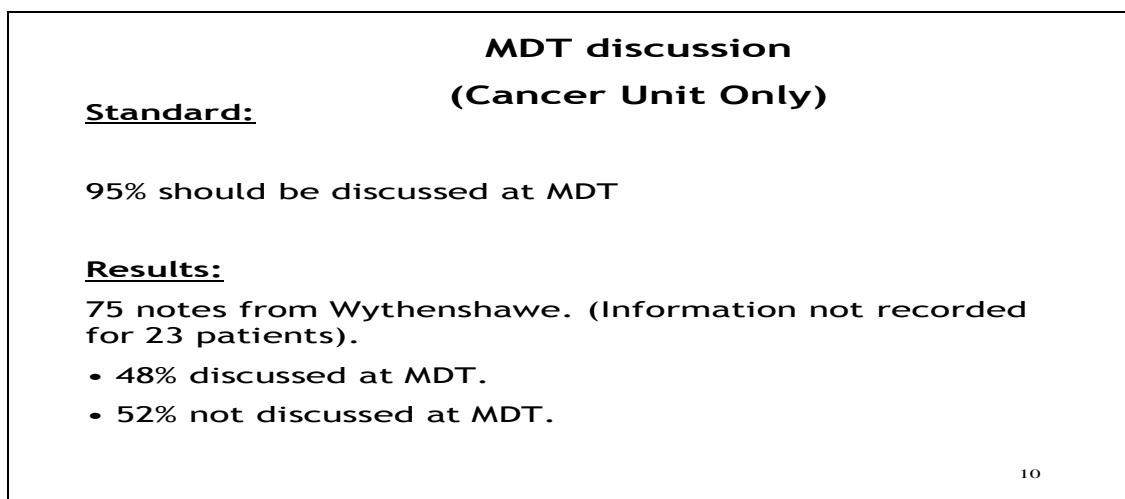 MDT discussion
(Cancer Unit Only)
Standard:
95% should be discussed at MDT
Results:
75 notes from Wythenshawe. (Information not recorded
for 23 patients).
• 48% discussed at MDT.
• 52% not discussed at MDT.
10